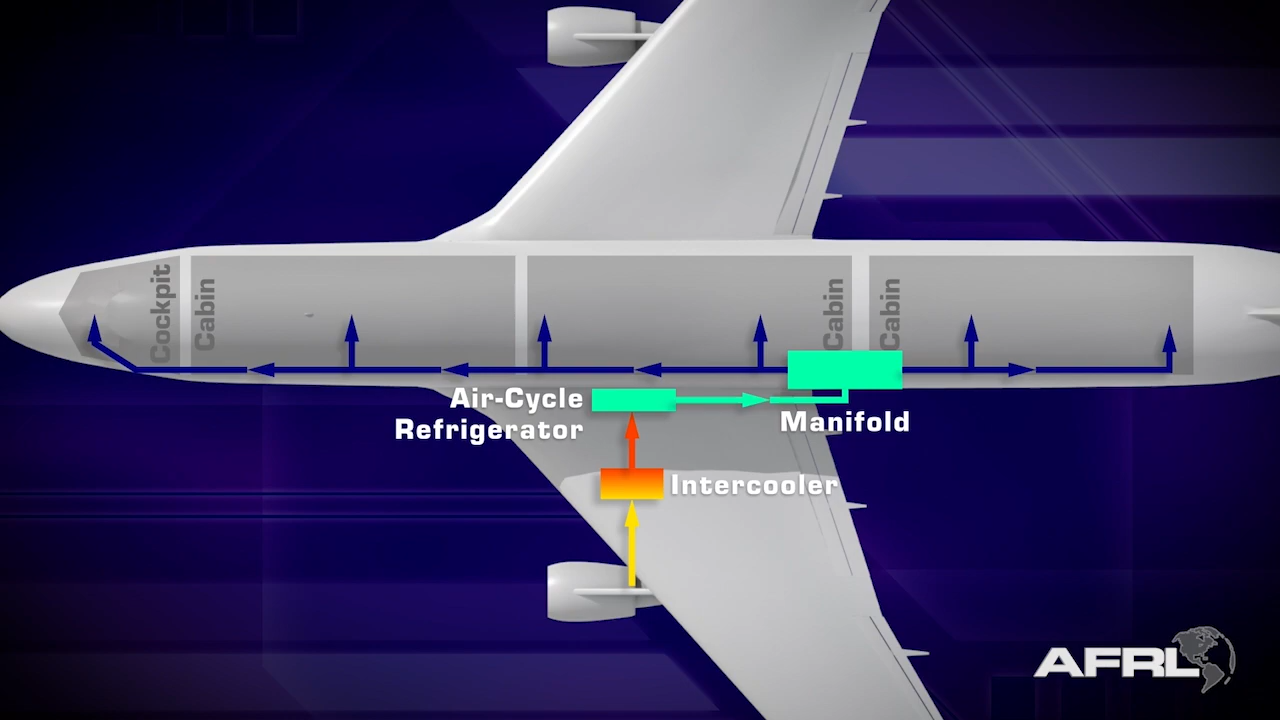 Cockpit
Cabin
Cabin
Cabin
Air-Cycle
Refrigerator
Manifold
Intercooler
AFRL